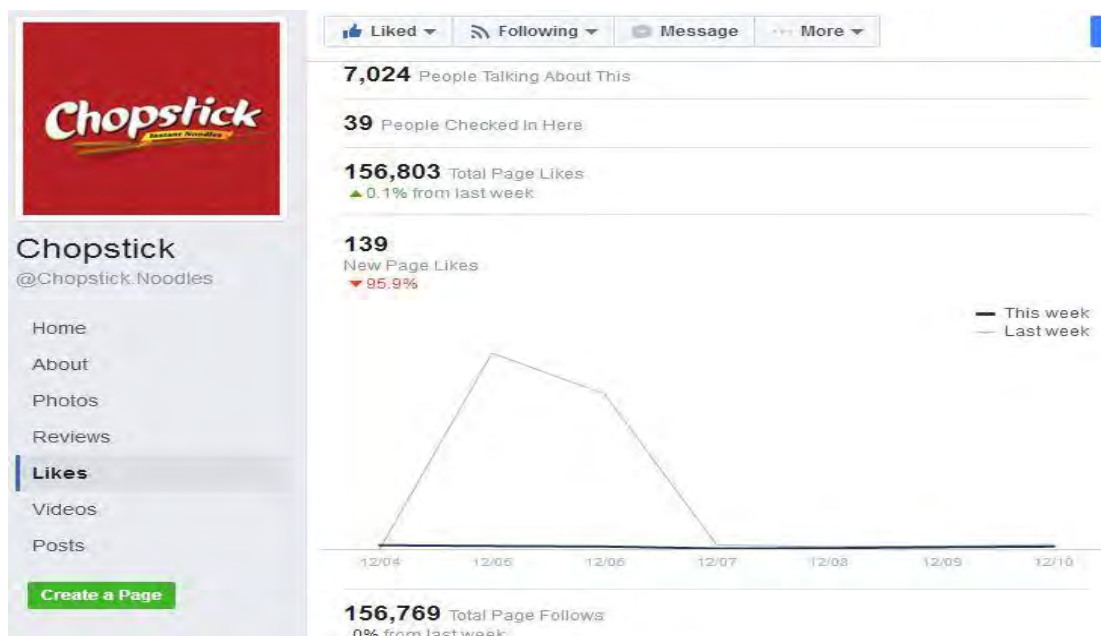 Liked
Following
Message
More
Chopstick
Instant Noodles
Chopstick
@Chopstick.Noodles
Home
About
Photos
Reviews
Likes
Videos
Posts
Create a Page
7,024 People Talking About This
39 People Checked In Here
156,803 Total Page Likes
▲0.1% from last week
139
New Page Likes
▼95.9%
This week
Last week
12/04 12/05 12/06 12/07 12/08 12/09 12/10
156,769 Total Page Follows
0% from last week